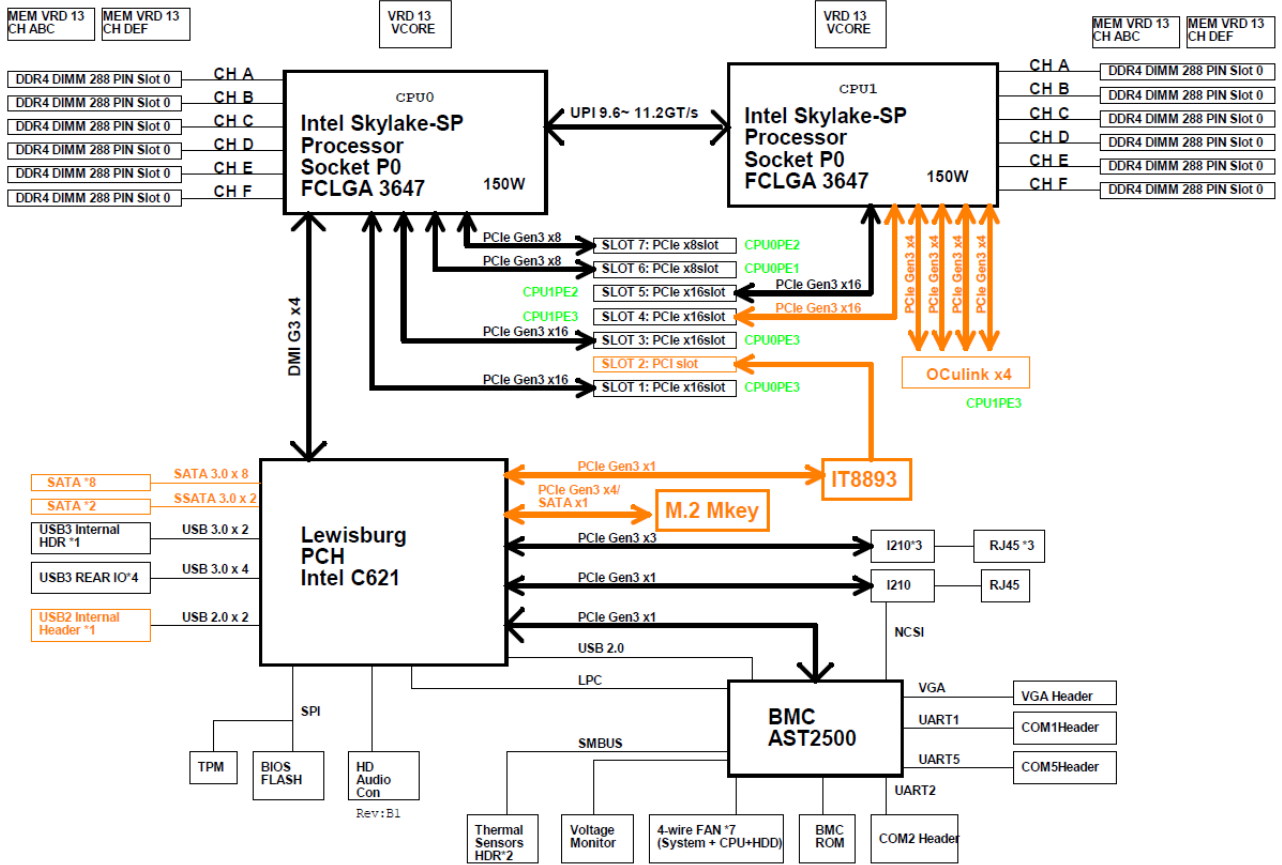 MEM VRD 13
CH ABC
MEM VRD 13
CH DEF
VRD 13
VCORE
VRD 13
VCORE
MEM VRD 13
CH ABC
MEM VRD 13
CH DEF
DDR4 DIMM 288 PIN Slot 0
CH A
DDR4 DIMM 288 PIN Slot 0
CH B
DDR4 DIMM 288 PIN Slot 0
CH C
DDR4 DIMM 288 PIN Slot 0
CH D
DDR4 DIMM 288 PIN Slot 0
CH E
DDR4 DIMM 288 PIN Slot 0
CH F
CPU0
Intel Skylake-SP
Processor
Socket P0
FCLGA 3647
150W
UPI 9.6~ 11.2GT/s
CPU1
Intel Skylake-SP
Processor
Socket P0
FCLGA 3647
150W
CH A
DDR4 DIMM 288 PIN Slot 0
CH B
DDR4 DIMM 288 PIN Slot 0
CH C
DDR4 DIMM 288 PIN Slot 0
CH D
DDR4 DIMM 288 PIN Slot 0
CH E
DDR4 DIMM 288 PIN Slot 0
CH F
DDR4 DIMM 288 PIN Slot 0
DMI G3 x4
PCIe Gen3 x8
SLOT 7: PCIe x8slot
CPU0PE2
PCIe Gen3 x8
SLOT 6: PCIe x8slot
CPU0PE1
CPU1PE2
SLOT 5: PCIe x16slot
PCIe Gen3 x16
CPU1PE3
SLOT 4: PCIe x16slot
PCIe Gen3 x16
PCIe Gen3 x16
SLOT 3: PCIe x16slot
CPU0PE3
SLOT 2: PCI slot
PCIe Gen3 x16
SLOT 1: PCIe x16slot
CPU0PE3
PCIe Gen3 x4
PCIe Gen3 x4
PCIe Gen3 x4
PCIe Gen3 x4
OCulink x4
CPU1PE3
SATA *8
SATA 3.0 x 8
SATA *2
SSATA 3.0 x 2
USB3 Internal
HDR *1
USB 3.0 x 2
USB3 REAR IO*4
USB 3.0 x 4
USB2 Internal
Header *1
USB 2.0 x 2
Lewisburg
PCH
Intel C621
PCIe Gen3 x1
IT8893
PCIe Gen3 x4/
SATA x1
M.2 Mkey
PCIe Gen3 x3
I210*3
RJ45 *3
PCIe Gen3 x1
I210
RJ45
PCIe Gen3 x1
NCSI
USB 2.0
LPC
SPI
TPM
BIOS
FLASH
HD
Audio
Con
Rev:B1
BMC
AST2500
VGA
VGA Header
UART1
COM1Header
UART5
COM5Header
UART2
COM2 Header
SMBUS
Thermal
Sensors
HDR*2
Voltage
Monitor
4-wire FAN *7
(System + CPU+HDD)
BMC
ROM